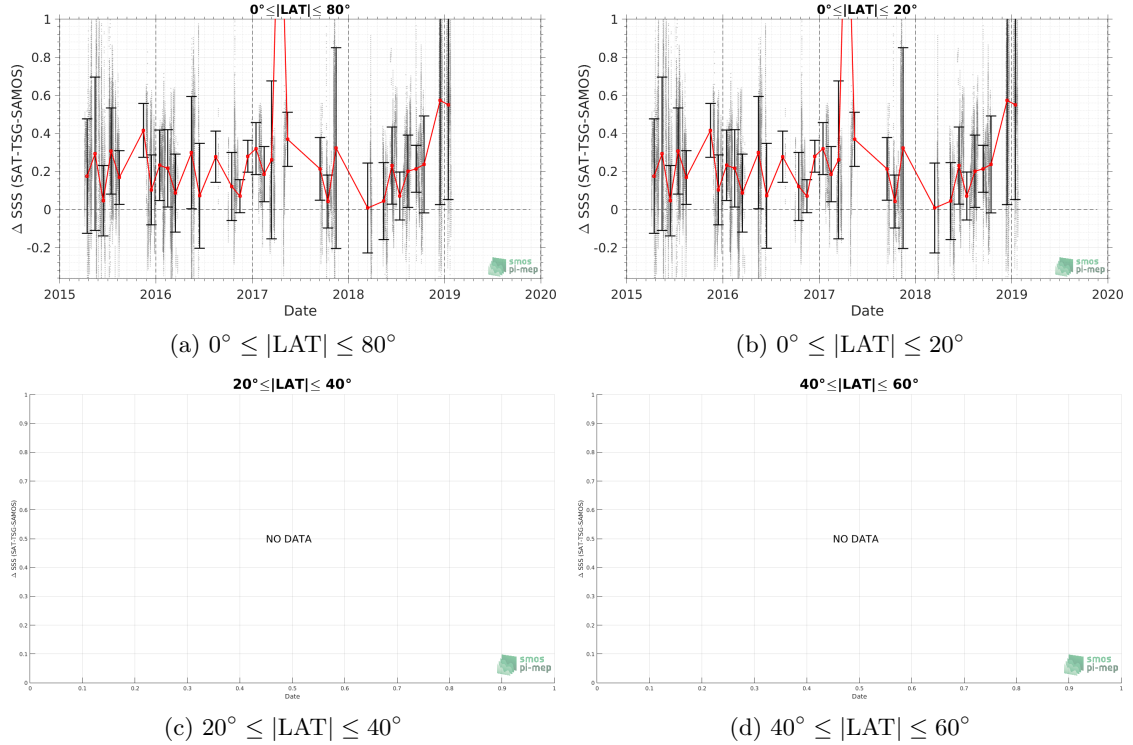 0°≤|LAT|≤ 80°
Δ SSS (SAT-TSG-SAMOS)
1
0.8
0.6
0.4
0.2
0
-0.2
2015 2016 2017 2018 2019 2020
Date
smos
pi-mep
(a) 0° ≤ |LAT| ≤ 80°
0°≤|LAT|≤ 20°
Δ SSS (SAT-TSG-SAMOS)
1
0.8
0.6
0.4
0.2
0
-0.2
2015 2016 2017 2018 2019 2020
Date
smos
pi-mep
(b) 0° ≤ |LAT| ≤ 20°
20°≤|LAT|≤ 40°
Δ SSS (SAT-TSG-SAMOS)
1
0.9
0.8
0.7
0.6
0.5
0.4
0.3
0.2
0.1
0
NO DATA
0 0.1 0.2 0.3 0.4 0.5 0.6 0.7 0.8 0.9 1
Date
smos
pi-mep
(c) 20° ≤ |LAT| ≤ 40°
40°≤|LAT|≤ 60°
Δ SSS (SAT-TSG-SAMOS)
1
0.9
0.8
0.7
0.6
0.5
0.4
0.3
0.2
0.1
0
NO DATA
0 0.1 0.2 0.3 0.4 0.5 0.6 0.7 0.8 0.9 1
Date
smos
pi-mep
(d) 40° ≤ |LAT| ≤ 60°